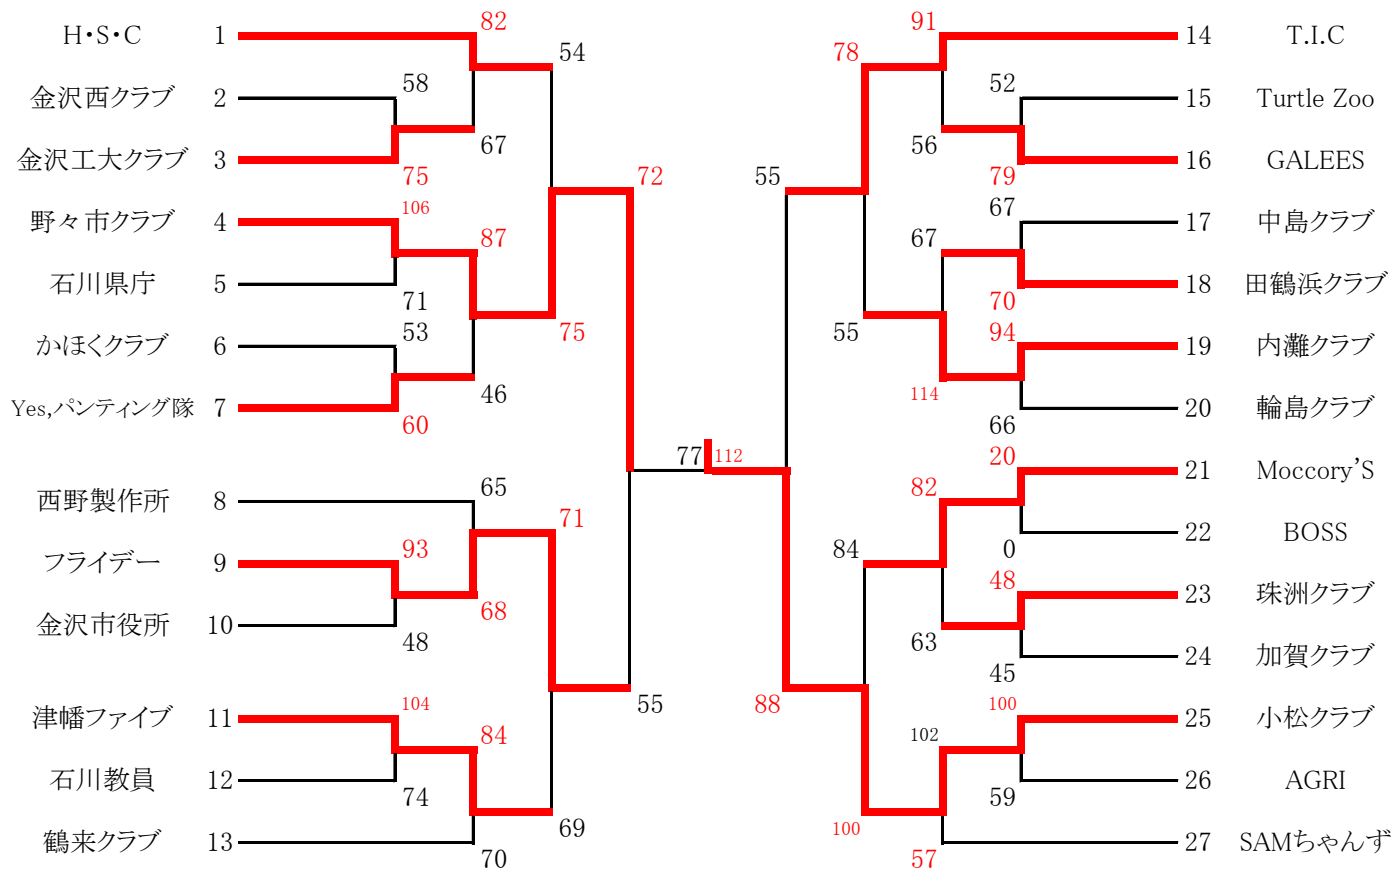 H・S・C 1 82 54 78 91 14 T.I.C
金沢西クラブ 2 58 52 15 Turtle Zoo
金沢工大クラブ 3 75 67 56 79 16 GALEES
72 55
野々市クラブ 4 106 87 67 67 17 中島クラブ
石川県庁 5 71 70 18 田鶴浜クラブ
かほくクラブ 6 53 75 55 94 19 内灘クラブ
Yes,パンティング隊 7 60 46 114 66 20 輪島クラブ
77 112
西野製作所 8 65 71 82 20 21 Moccory'S
フライデー 9 93 84 0 22 BOSS
金沢市役所 10 48 68 63 48 23 珠洲クラブ
45 24 加賀クラブ
55 88
津幡ファイブ 11 104 84 102 100 25 小松クラブ
石川教員 12 74 59 26 AGRI
鶴来クラブ 13 70 69 100 57 27 SAMちゃんず